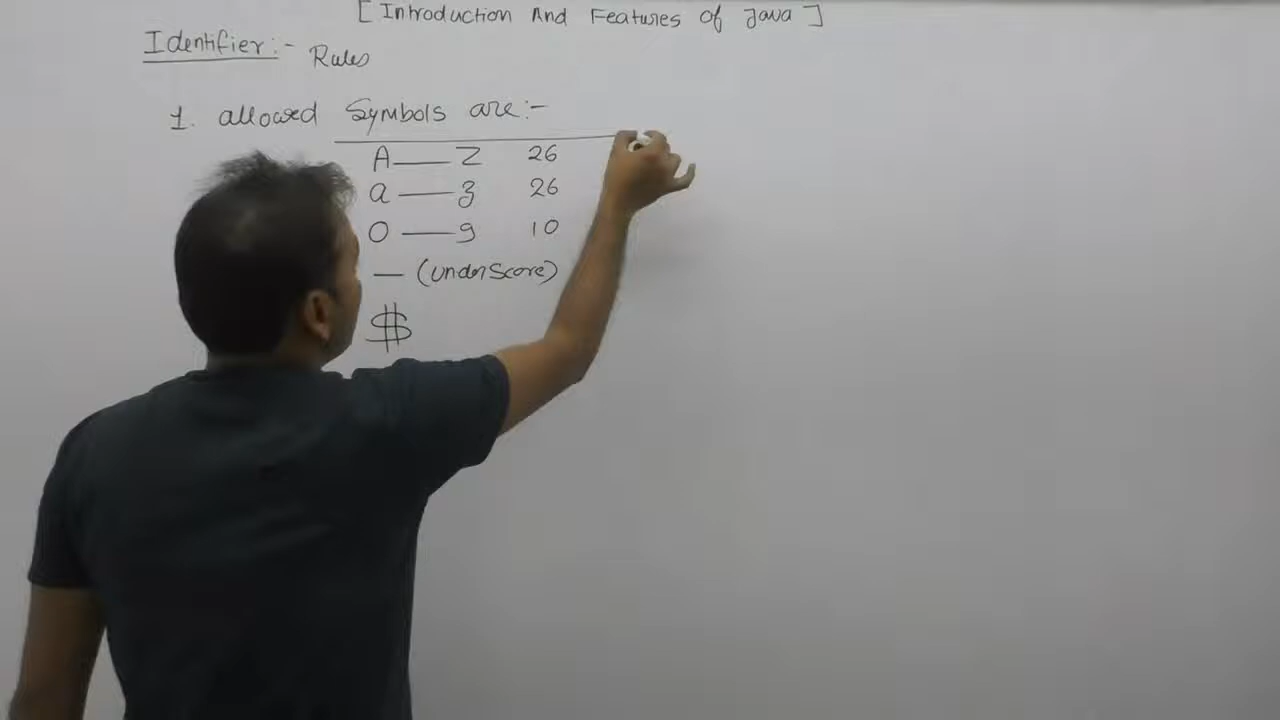 [ Introduction And Features of Java ]
Identifier:- Rules
1. allowed Symbols are:-
A — Z 26
a — z 26
0 — 9 10
— (underScore)
$